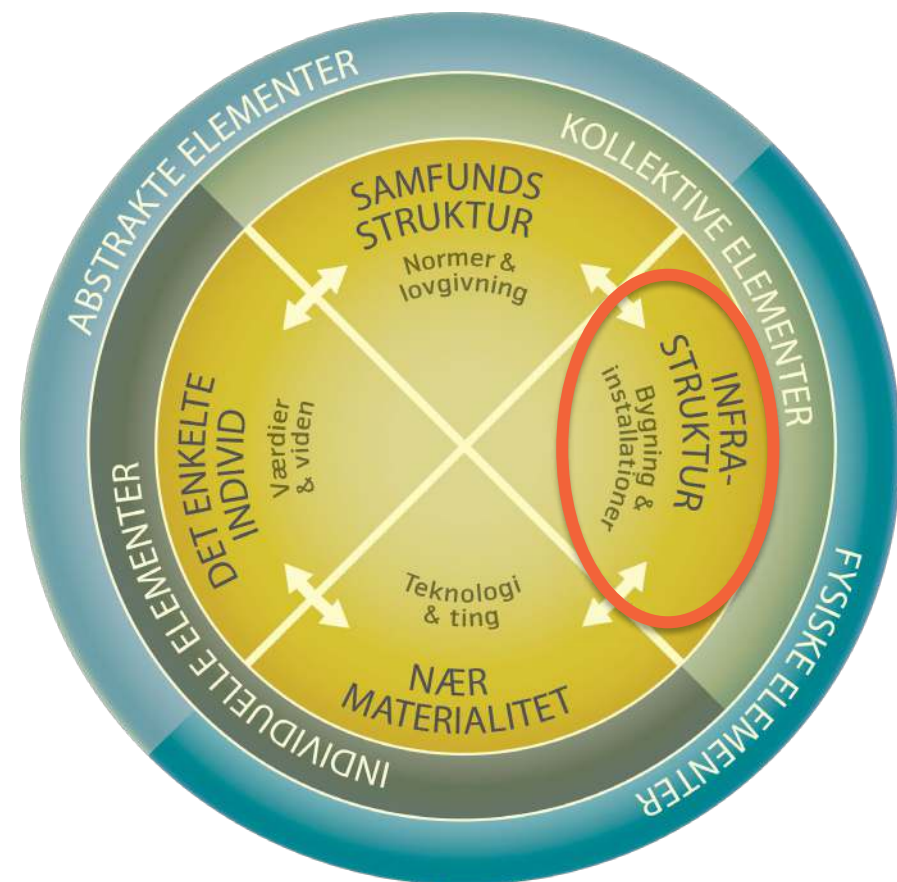 ABSTRAKTE ELEMENTER
KOLLEKTIVE ELEMENTER
SAMFUNDS
STRUKTUR
Normer &
lovgivning
INFRA-
STRUKTUR
Bygning &
installationer
DET ENKELTE
INDIVID
Værdier
& viden
Teknologi
& ting
NÆR
MATERIALITET
INDIVIDUELLE ELEMENTER
FYSISKE ELEMENTER